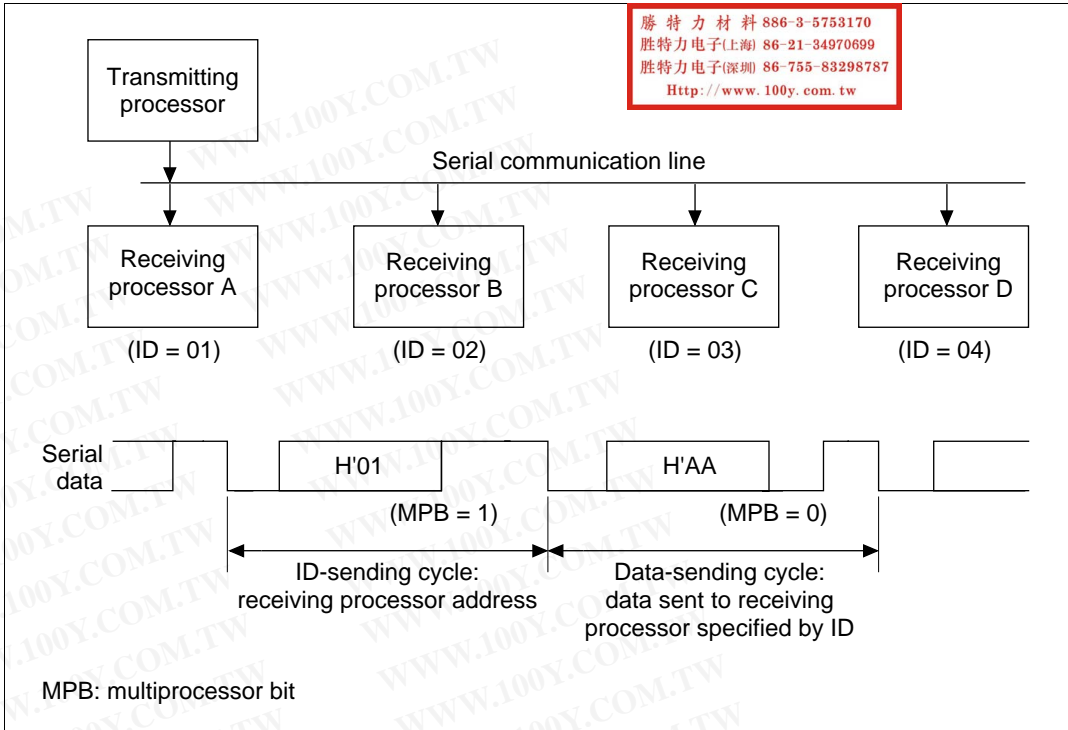 勝 特 力 材 料 886-3-5753170
胜特力电子(上海) 86-21-34970699
胜特力电子(深圳) 86-755-83298787
Http://www.100y.com.tw
Transmitting
processor
Serial communication line
Receiving
processor A
Receiving
processor B
Receiving
processor C
Receiving
processor D
(ID = 01)
(ID = 02)
(ID = 03)
(ID = 04)
Serial
data
H'01
H'AA
(MPB = 1)
(MPB = 0)
ID-sending cycle:
receiving processor address
Data-sending cycle:
data sent to receiving
processor specified by ID
MPB: multiprocessor bit
WWW.100Y.COM.TW